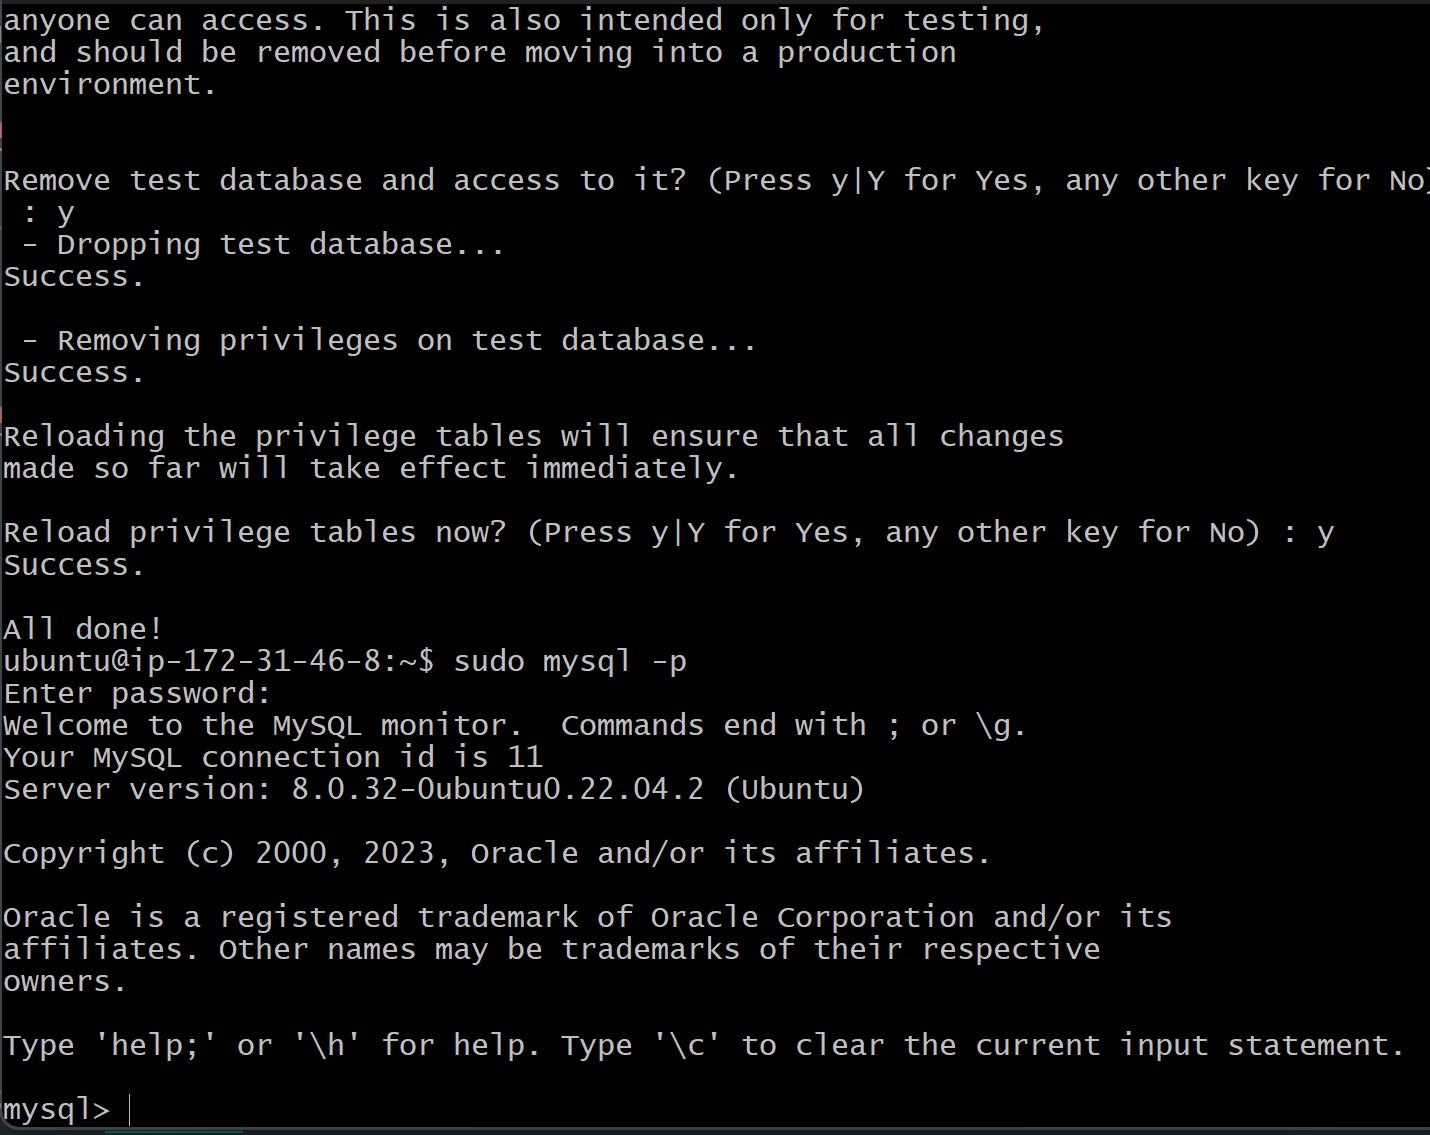 anyone can access. This is also intended only for testing,
and should be removed before moving into a production
environment.
Remove test database and access to it? (Press y|Y for Yes, any other key for No)
 : y
 - Dropping test database...
Success.
 - Removing privileges on test database...
Success.
Reloading the privilege tables will ensure that all changes
made so far will take effect immediately.
Reload privilege tables now? (Press y|Y for Yes, any other key for No) : y
Success.
All done!
ubuntu@ip-172-31-46-8:~$ sudo mysql -p
Enter password:
Welcome to the MySQL monitor.  Commands end with ; or \g.
Your MySQL connection id is 11
Server version: 8.0.32-0ubuntu0.22.04.2 (Ubuntu)
Copyright (c) 2000, 2023, Oracle and/or its affiliates.
Oracle is a registered trademark of Oracle Corporation and/or its
affiliates. Other names may be trademarks of their respective
owners.
Type 'help;' or '\h' for help. Type '\c' to clear the current input statement.
mysql>